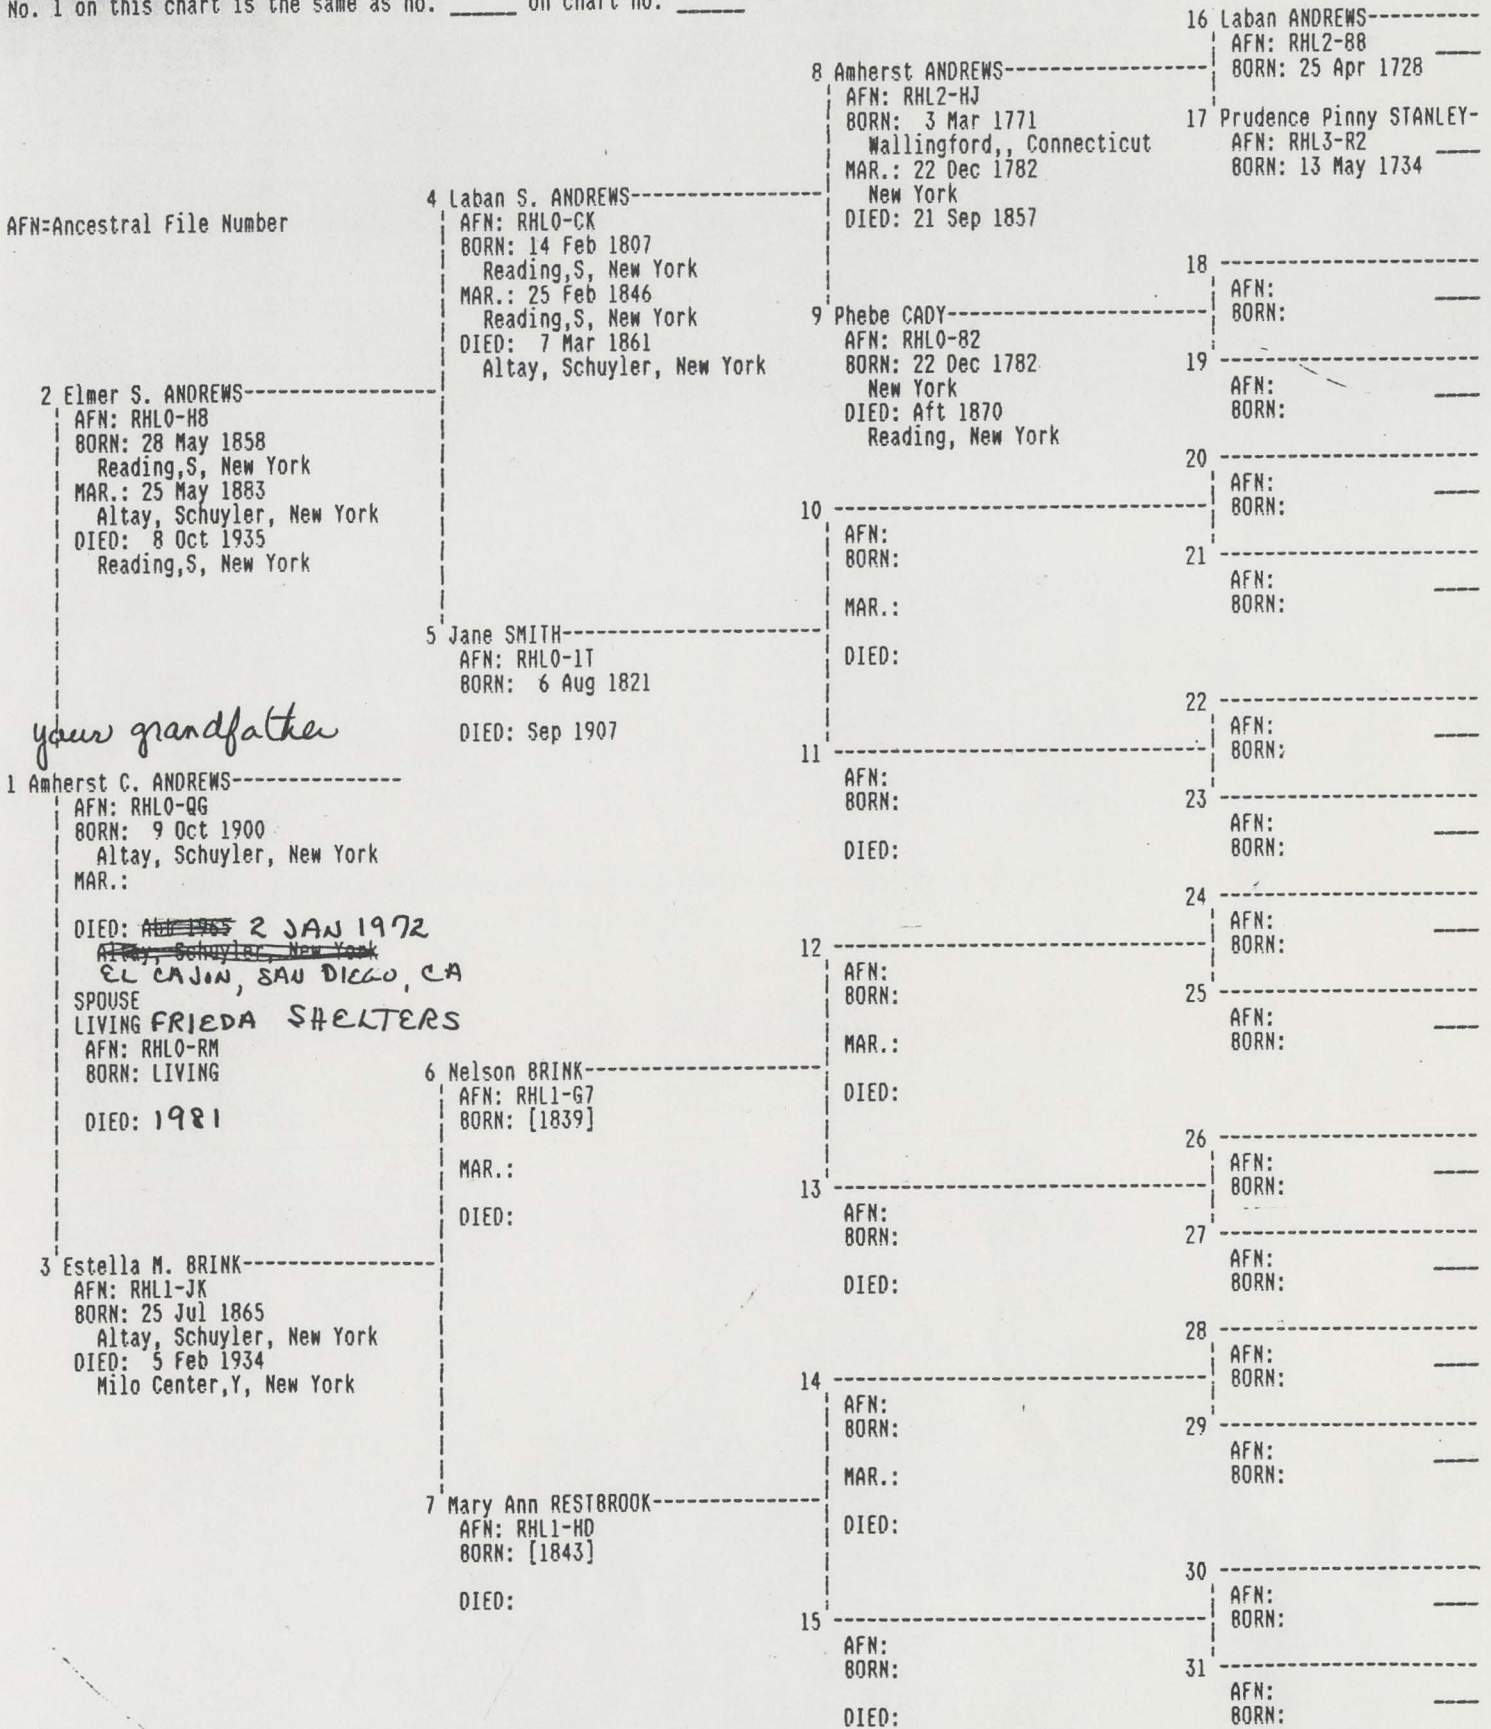 No. 1 on this chart is the same as no. _____ on chart no. _____
AFN=Ancestral File Number
your grandfather
1 Amherst C. ANDREWS
AFN: RHL0-QG
BORN: 9 Oct 1900
Altay, Schuyler, New York
MAR.:
DIED: Abt 1965 2 JAN 1972
Altay, Schuyler, New York
EL CAJON, SAN DIEGO, CA
SPOUSE
LIVING FRIEDA SHELTERS
AFN: RHL0-RM
BORN: LIVING
DIED: 1981
2 Elmer S. ANDREWS
AFN: RHL0-H8
BORN: 28 May 1858
Reading,S, New York
MAR.: 25 May 1883
Altay, Schuyler, New York
DIED: 8 Oct 1935
Reading,S, New York
3 Estella M. BRINK
AFN: RHL1-JK
BORN: 25 Jul 1865
Altay, Schuyler, New York
DIED: 5 Feb 1934
Milo Center,Y, New York
4 Laban S. ANDREWS
AFN: RHL0-CK
BORN: 14 Feb 1807
Reading,S, New York
MAR.: 25 Feb 1846
Reading,S, New York
DIED: 7 Mar 1861
Altay, Schuyler, New York
5 Jane SMITH
AFN: RHL0-1T
BORN: 6 Aug 1821
DIED: Sep 1907
6 Nelson BRINK
AFN: RHL1-G7
BORN: [1839]
MAR.:
DIED:
7 Mary Ann RESTBROOK
AFN: RHL1-HD
BORN: [1843]
DIED:
8 Amherst ANDREWS
AFN: RHL2-HJ
BORN: 3 Mar 1771
Wallingford,, Connecticut
MAR.: 22 Dec 1782
New York
DIED: 21 Sep 1857
9 Phebe CADY
AFN: RHL0-82
BORN: 22 Dec 1782
New York
DIED: Aft 1870
Reading, New York
10
AFN:
BORN:
MAR.:
DIED:
11
AFN:
BORN:
DIED:
12
AFN:
BORN:
MAR.:
DIED:
13
AFN:
BORN:
DIED:
14
AFN:
BORN:
MAR.:
DIED:
15
AFN:
BORN:
DIED:
16 Laban ANDREWS
AFN: RHL2-88
BORN: 25 Apr 1728
17 Prudence Pinny STANLEY-
AFN: RHL3-R2
BORN: 13 May 1734
18
AFN:
BORN:
19
AFN:
BORN:
20
AFN:
BORN:
21
AFN:
BORN:
22
AFN:
BORN:
23
AFN:
BORN:
24
AFN:
BORN:
25
AFN:
BORN:
26
AFN:
BORN:
27
AFN:
BORN:
28
AFN:
BORN:
29
AFN:
BORN:
30
AFN:
BORN:
31
AFN:
BORN: